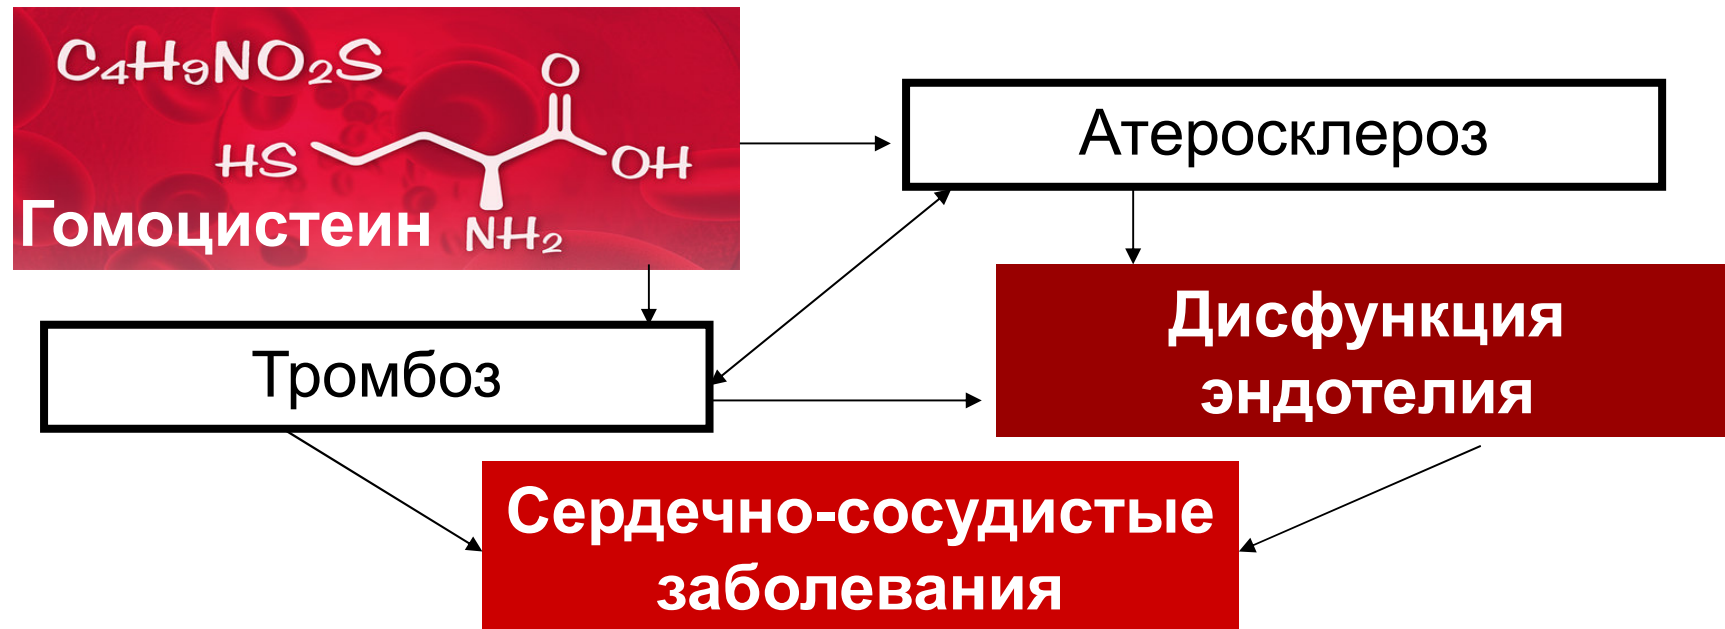 C₄H₉NO₂S
O
HS
OH
Гомоцистеин
NH₂
Атеросклероз
Дисфункция
эндотелия
Тромбоз
Сердечно-сосудистые
заболевания